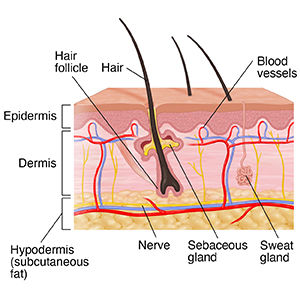 Hair
follicle
Hair
Blood
vessels
Epidermis
Dermis
Hypodermis
(subcutaneous
fat)
Nerve
Sebaceous
gland
Sweat
gland